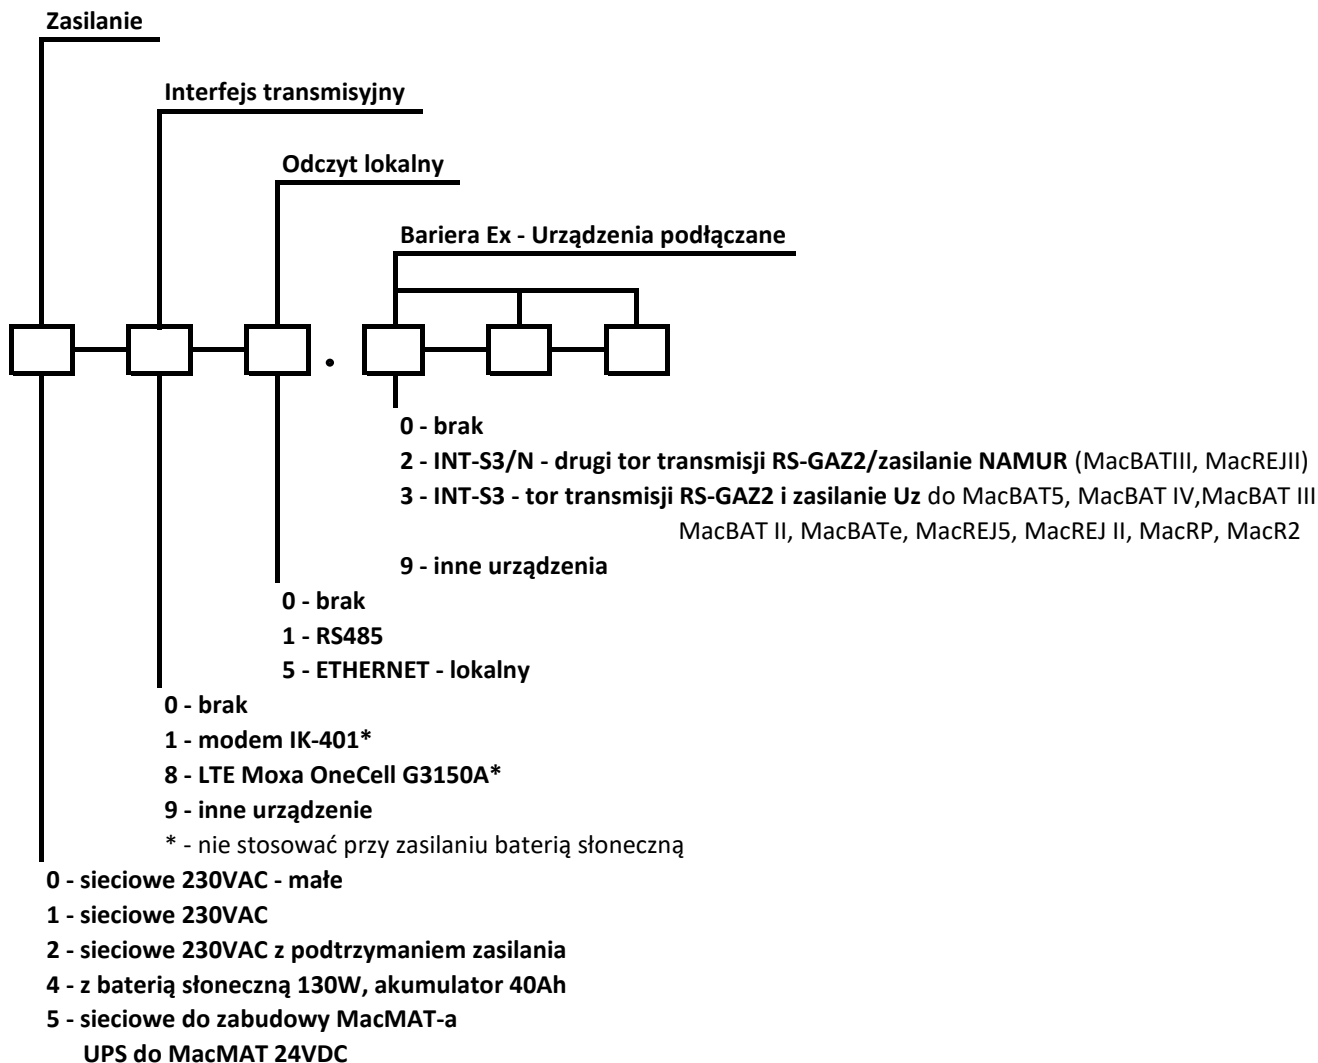 Zasilanie
Interfejs transmisyjny
Odczyt lokalny
Bariera Ex - Urządzenia podłączane
.
0 - brak
2 - INT-S3/N - drugi tor transmisji RS-GAZ2/zasilanie NAMUR (MacBATIII, MacREJII)
3 - INT-S3 - tor transmisji RS-GAZ2 i zasilanie Uz do MacBAT5, MacBAT IV,MacBAT III
MacBAT II, MacBATe, MacREJ5, MacREJ II, MacRP, MacR2
9 - inne urządzenia
0 - brak
1 - RS485
5 - ETHERNET - lokalny
0 - brak
1 - modem IK-401*
8 - LTE Moxa OneCell G3150A*
9 - inne urządzenie
* - nie stosować przy zasilaniu baterią słoneczną
0 - sieciowe 230VAC - małe
1 - sieciowe 230VAC
2 - sieciowe 230VAC z podtrzymaniem zasilania
4 - z baterią słoneczną 130W, akumulator 40Ah
5 - sieciowe do zabudowy MacMAT-a
UPS do MacMAT 24VDC